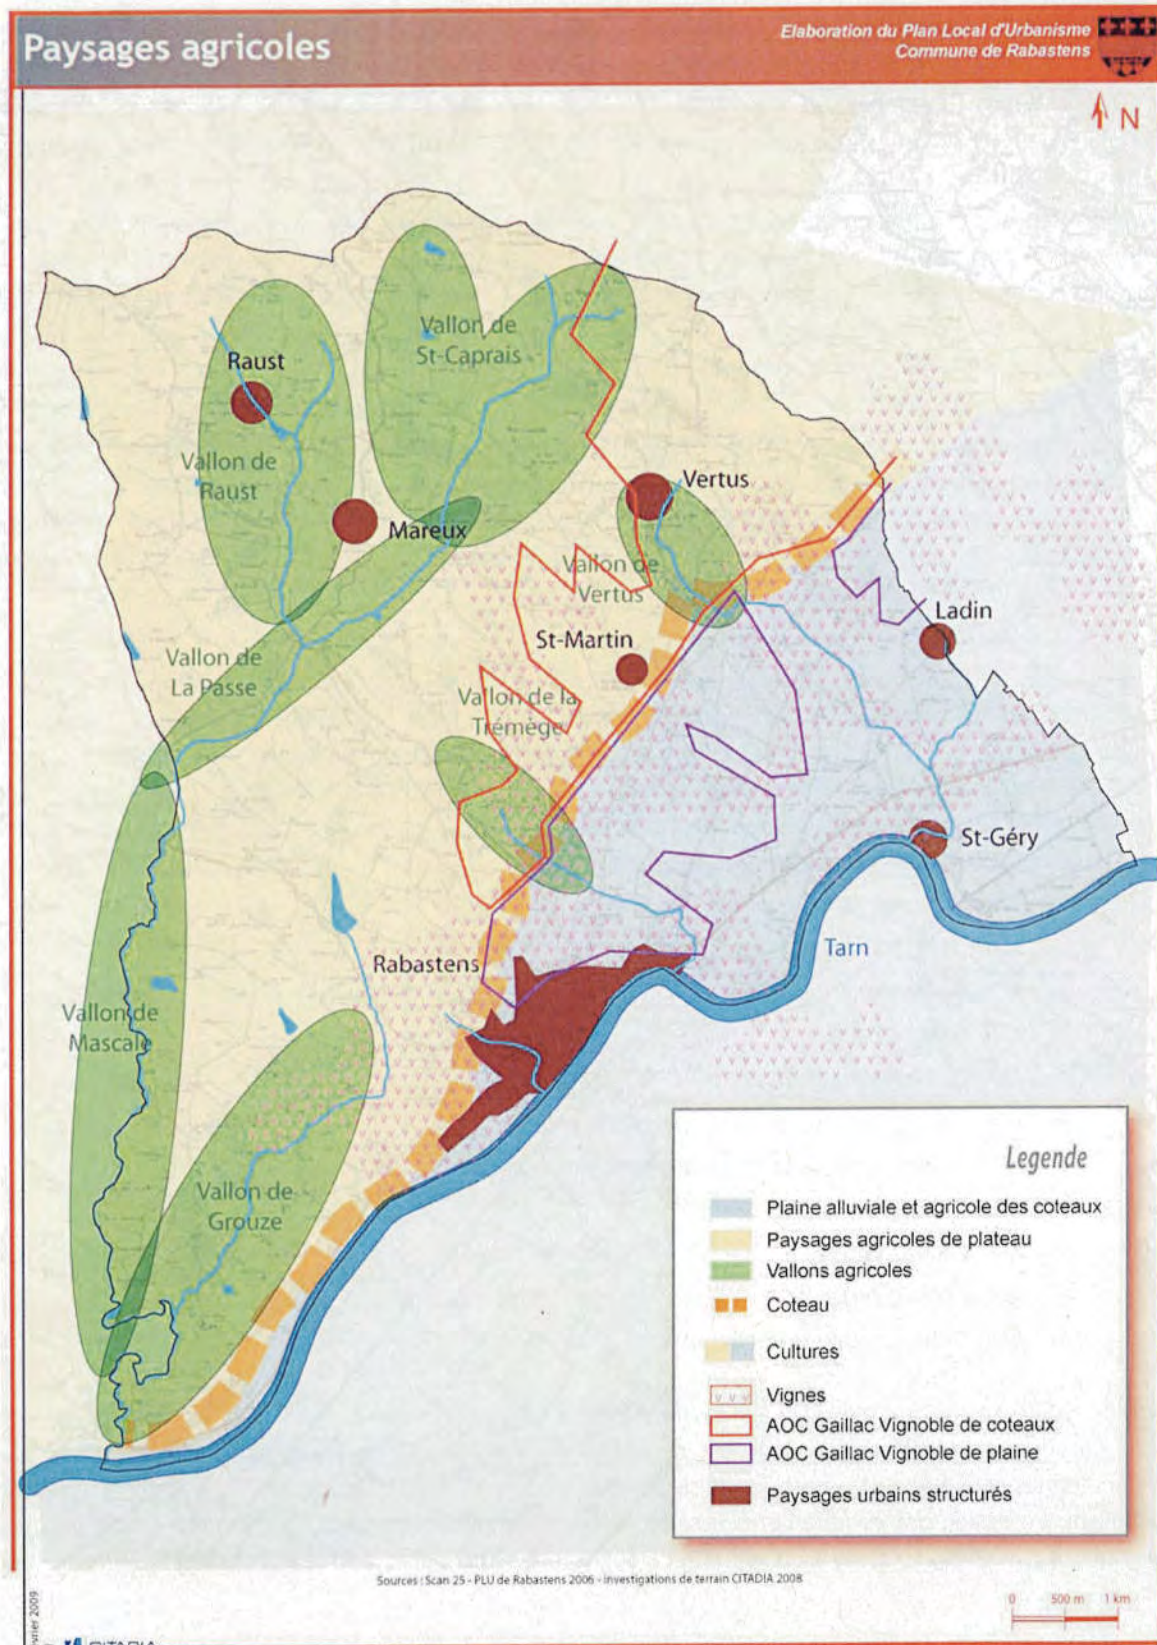 Paysages agricoles
Elaboration du Plan Local d'Urbanisme
Commune de Rabastens
N
Vallon de
St-Caprais
Raust
Vallon de
Raust
Vertus
Mareux
Vallon de
Vertus
Ladin
St-Martin
Vallon de
La Passe
Vallon de la
Trémège
St-Géry
Tarn
Rabastens
Vallon de
Mascale
Vallon de
Grouze
Legende
Plaine alluviale et agricole des coteaux
Paysages agricoles de plateau
Vallons agricoles
Coteau
Cultures
Vignes
AOC Gaillac Vignoble de coteaux
AOC Gaillac Vignoble de plaine
Paysages urbains structurés
Sources : Scan 25 - PLU de Rabastens 2006 - Investigations de terrain CITADIA 2008
0 500 m 1 km
2009
CITADIA